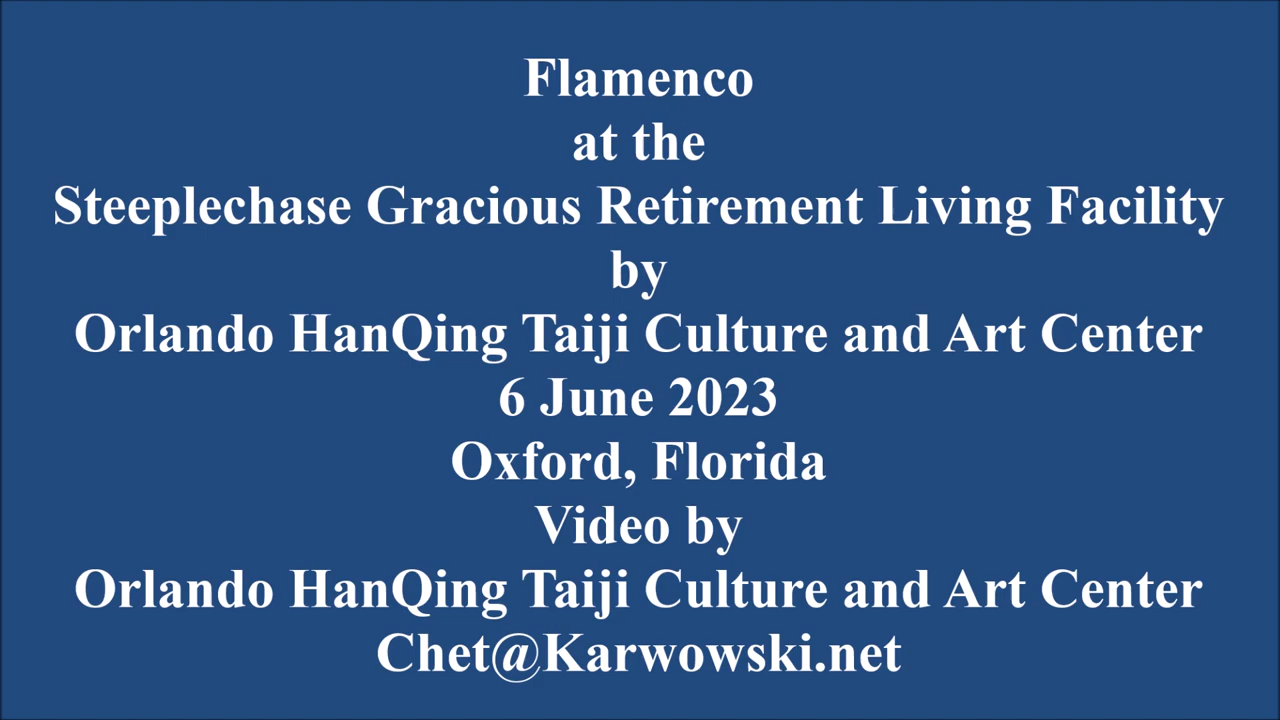 Flamenco
at the
Steeplechase Gracious Retirement Living Facility
by
Orlando HanQing Taiji Culture and Art Center
6 June 2023
Oxford, Florida
Video by
Orlando HanQing Taiji Culture and Art Center
Chet@Karwowski.net